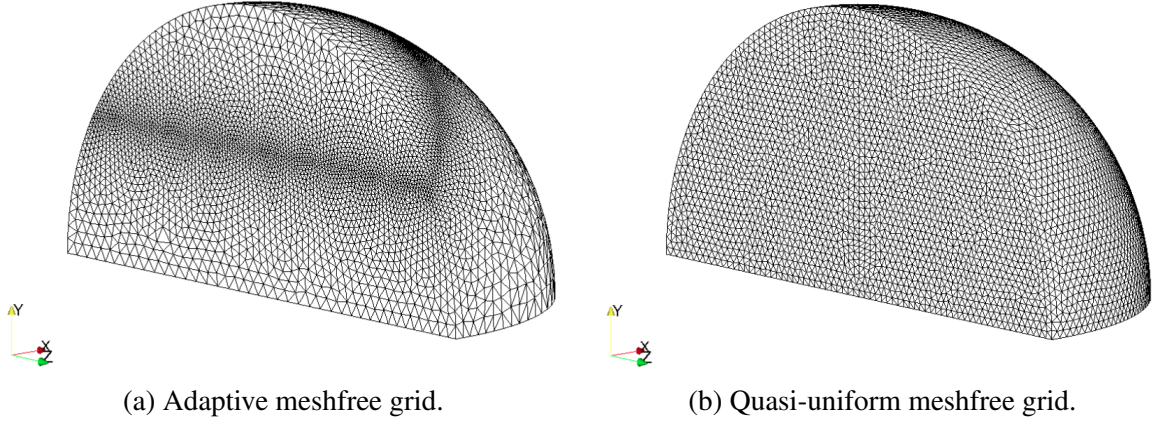 Y
X
Z
Y
X
Z
(a) Adaptive meshfree grid.
(b) Quasi-uniform meshfree grid.